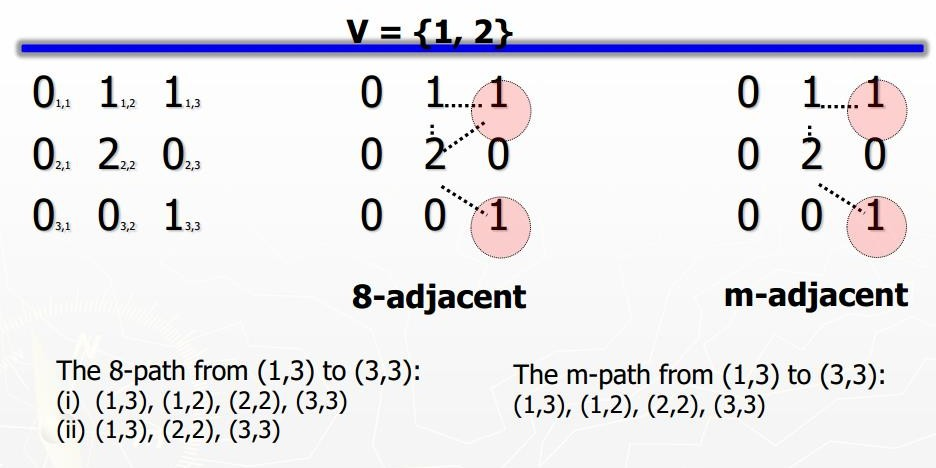 V = {1, 2}
0 1,1 1 1,2 1 1,3 0 1 1 0 1 1
0 2,1 2 2,2 0 2,3 0 2 0 0 2 0
0 3,1 0 3,2 1 3,3 0 0 1 0 0 1
8-adjacent m-adjacent
The 8-path from (1,3) to (3,3):
(i) (1,3), (1,2), (2,2), (3,3)
(ii) (1,3), (2,2), (3,3)
The m-path from (1,3) to (3,3):
(1,3), (1,2), (2,2), (3,3)